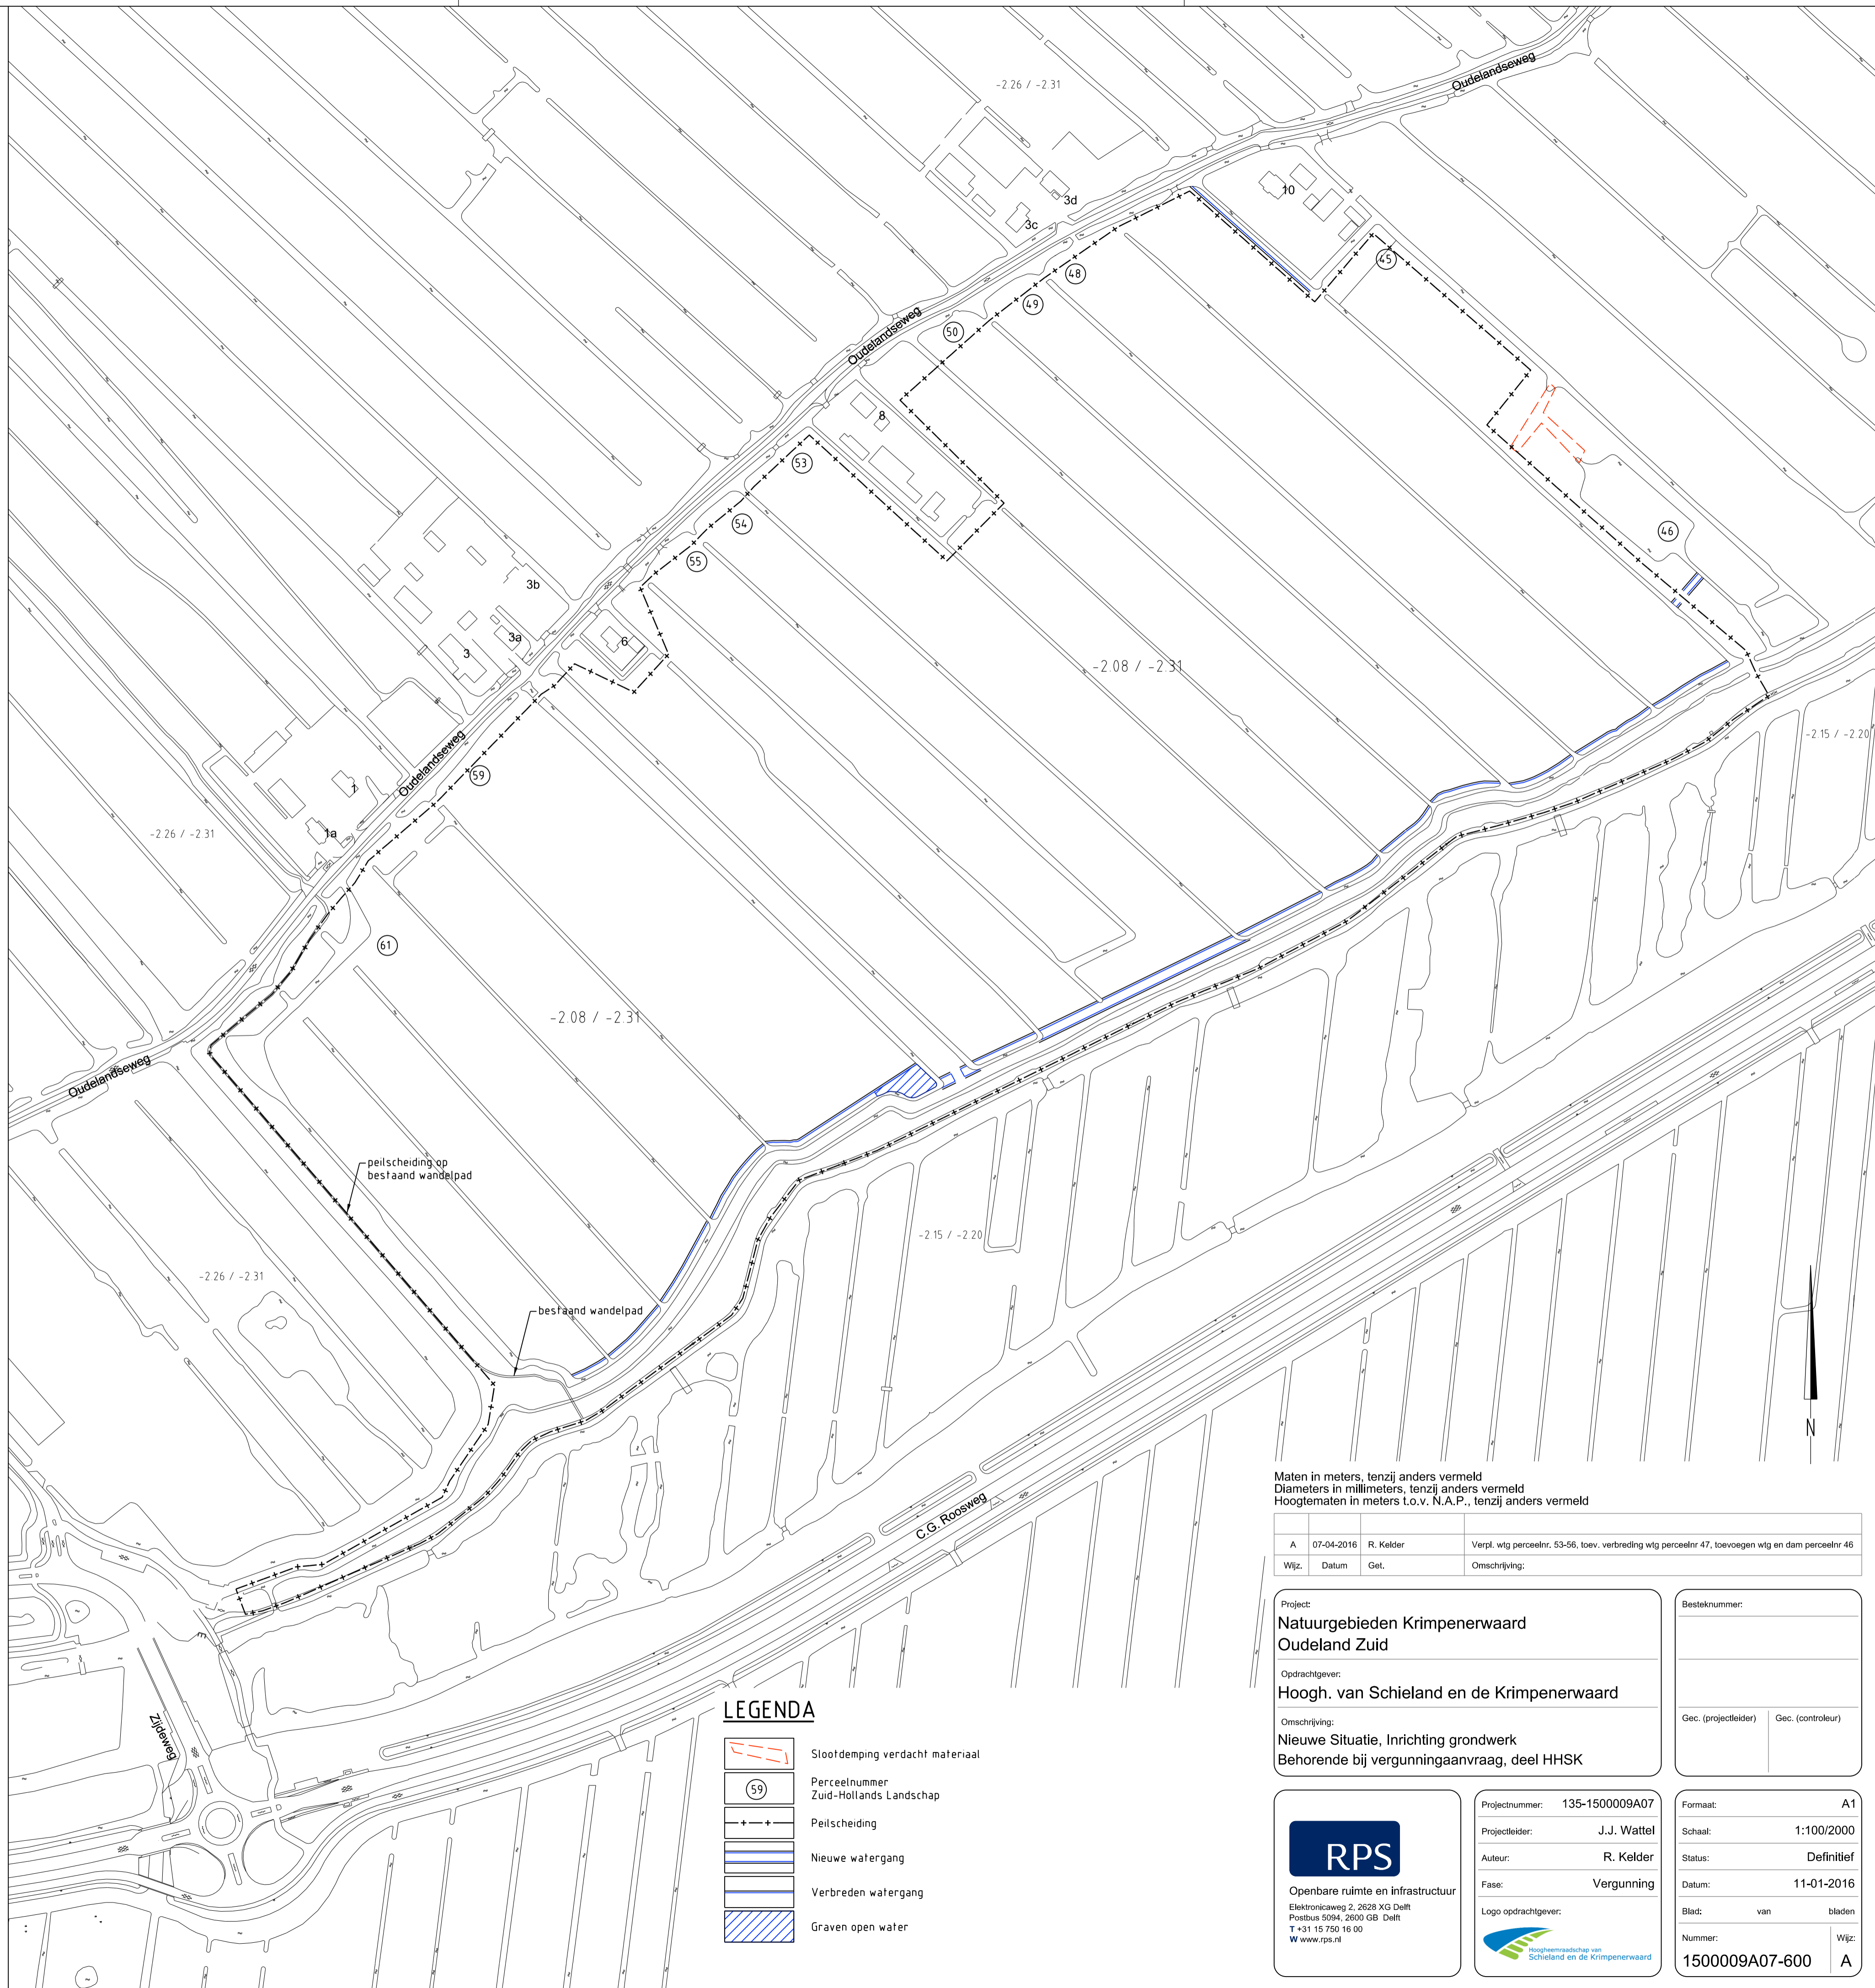 Oudelandseweg
-2.26 / -2.31
10
3d
3c
45
48
49
50
Oudelandseweg
8
53
54
46
55
3b
3a
6
3
-2.08 / -2.31
-2.15 / -2.20
Oudelandseweg
59
1
1a
-2.26 / -2.31
61
-2.08 / -2.31
Oudelandseweg
peilscheiding op
bestaand wandelpad
-2.15 / -2.20
-2.26 / -2.31
bestaand wandelpad
N
C.G. Roosweg
Zijdeweg
Maten in meters, tenzij anders vermeld
Diameters in millimeters, tenzij anders vermeld
Hoogtematen in meters t.o.v. N.A.P., tenzij anders vermeld
A 07-04-2016 R. Kelder Verpl. wtg perceelnr. 53-56, toev. verbreding wtg perceelnr 47, toevoegen wtg en dam perceelnr 46
Wijz. Datum Get. Omschrijving:
Project:
Natuurgebieden Krimpenerwaard
Oudeland Zuid
Opdrachtgever:
Hoogh. van Schieland en de Krimpenerwaard
Omschrijving:
Nieuwe Situatie, Inrichting grondwerk
Behorende bij vergunningaanvraag, deel HHSK
Besteknummer:
Gec. (projectleider) Gec. (controleur)
LEGENDA
Slootdemping verdacht materiaal
59
Perceelnummer
Zuid-Hollands Landschap
Peilscheiding
Nieuwe watergang
Verbreden watergang
Graven open water
RPS
Openbare ruimte en infrastructuur
Elektronicaweg 2, 2628 XG Delft
Postbus 5094, 2600 GB Delft
T +31 15 750 16 00
W www.rps.nl
Projectnummer: 135-1500009A07
Projectleider: J.J. Wattel
Auteur: R. Kelder
Fase: Vergunning
Logo opdrachtgever:
Hoogheemraadschap van
Schieland en de Krimpenerwaard
Formaat: A1
Schaal: 1:100/2000
Status: Definitief
Datum: 11-01-2016
Blad: van bladen
Nummer: Wijz:
1500009A07-600 A